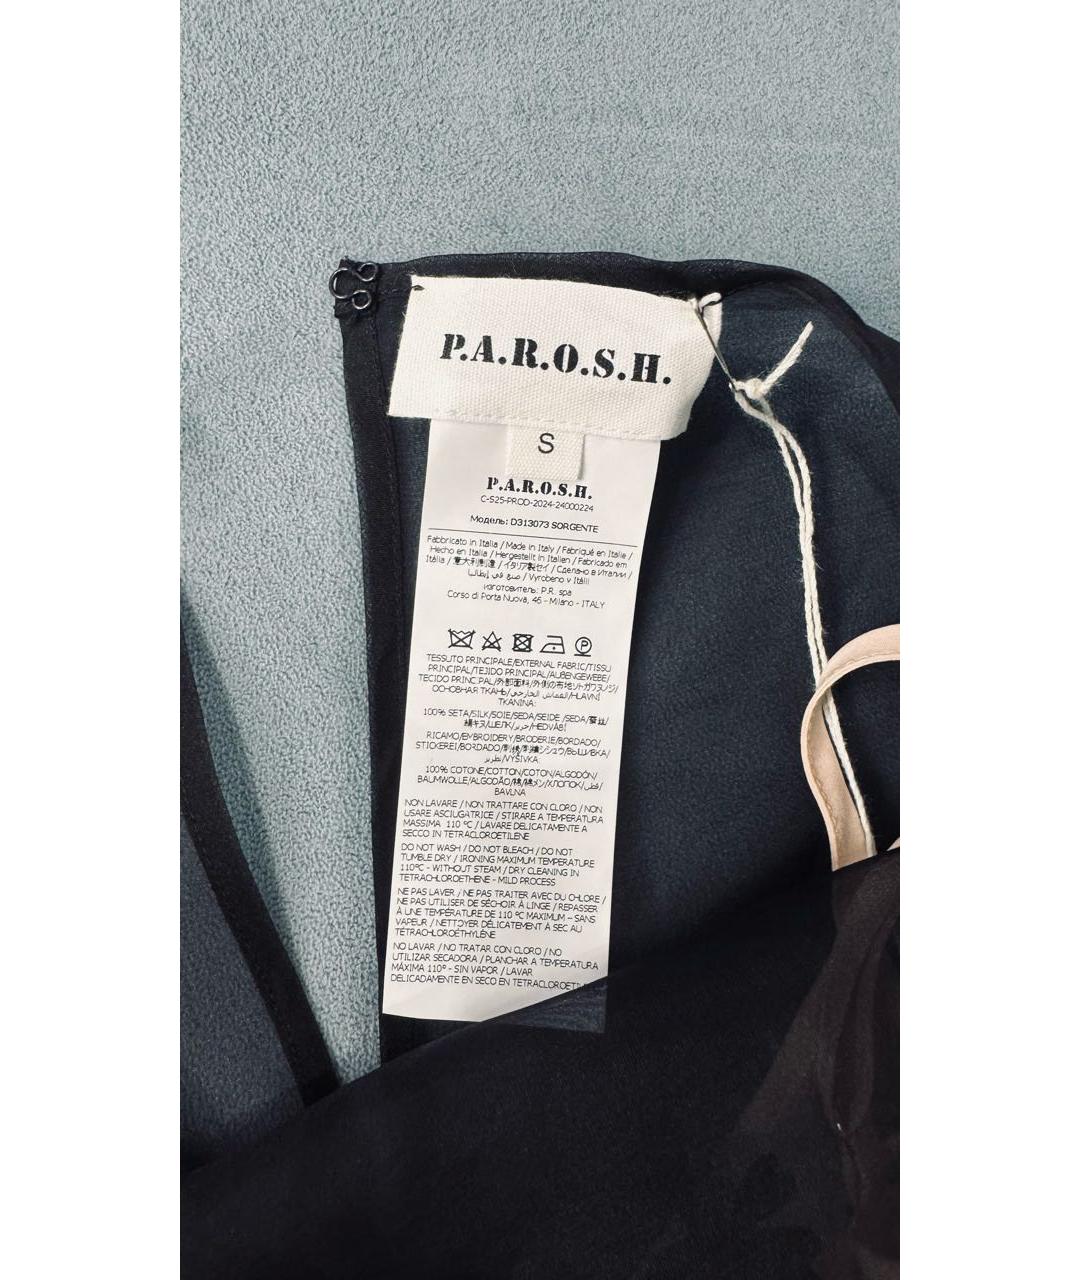 P.A.R.O.S.H.
S
P.A.R.O.S.H.
C-S25-PROD-2024-24000224
Модель: D313073 SORGENTE
Fabbricato in Italia / Made in Italy / Fabriqué en Italie /
Hecho en Italia / Hergestellt in Italien / Fabricado em
Itália / 意大利制造 / イタリア製セイ / Сделано в Италии /
صنع في إيطاليا / Vyrobeno v Itálii
изготовитель: P.R. spa
Corso di Porta Nuova, 46 - Milano - ITALY
TESSUTO PRINCIPALE/EXTERNAL FABRIC/TISSU
PRINCIPAL/TEJIDO PRINCIPAL/AUßENGEWEBE/
TECIDO PRINCIPAL/外部面料/外側の布地
ОСНОВНАЯ ТКАНЬ/القماش الخارجي/HLAVNÍ
TKANINA:
100% SETA/SILK/SOIE/SEDA/SEIDE /SEDA/蚕丝/
絹キヌ/ШЕЛК/حرير/HEDVÁBÍ
RICAMO/EMBROIDERY/BRODERIE/BORDADO/
STICKEREI/BORDADO/刺绣/刺繍シシュウ/ВЫШИВКА/
تطريز/VÝŠIVKA:
100% COTONE/COTTON/COTON/ALGODÓN/
BAUMWOLLE/ALGODÃO/棉/綿メン/ХЛОПОК/قطن/
BAVLNA
NON LAVARE / NON TRATTARE CON CLORO / NON
USARE ASCIUGATRICE / STIRARE A TEMPERATURA
MASSIMA 110 °C / LAVARE DELICATAMENTE A
SECCO IN TETRACLOROETILENE
DO NOT WASH / DO NOT BLEACH / DO NOT
TUMBLE DRY / IRONING MAXIMUM TEMPERATURE
110°C - WITHOUT STEAM / DRY CLEANING IN
TETRACHLOROETHENE - MILD PROCESS
NE PAS LAVER / NE PAS TRAITER AVEC DU CHLORE /
NE PAS UTILISER DE SÉCHOIR À LINGE / REPASSER
À UNE TEMPÉRATURE DE 110 °C MAXIMUM – SANS
VAPEUR / NETTOYER DÉLICATEMENT À SEC AU
TÉTRACHLOROÉTHYLÈNE
NO LAVAR / NO TRATAR CON CLORO / NO
UTILIZAR SECADORA / PLANCHAR A TEMPERATURA
MÁXIMA 110° - SIN VAPOR / LAVAR
DELICADAMENTE EN SECO EN